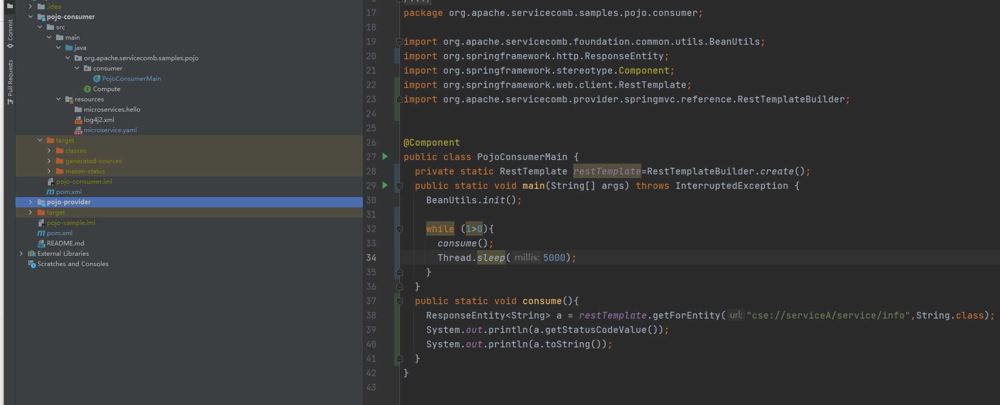 Commit
Pull Requests
.idea
pojo-consumer
src
main
java
org.apache.servicecomb.samples.pojo
consumer
PojoConsumerMain
Compute
resources
microservices.hello
log4j2.xml
microservice.yaml
target
classes
generated-sources
maven-status
pojo-consumer.iml
pom.xml
pojo-provider
target
pojo-sample.iml
pom.xml
README.md
External Libraries
Scratches and Consoles
17 package org.apache.servicecomb.samples.pojo.consumer;
18
19 import org.apache.servicecomb.foundation.common.utils.BeanUtils;
20 import org.springframework.http.ResponseEntity;
21 import org.springframework.stereotype.Component;
22 import org.springframework.web.client.RestTemplate;
23 import org.apache.servicecomb.provider.springmvc.reference.RestTemplateBuilder;
24
25
26 @Component
27 public class PojoConsumerMain {
28 private static RestTemplate restTemplate=RestTemplateBuilder.create();
29 public static void main(String[] args) throws InterruptedException {
30 BeanUtils.init();
31
32 while (1>0){
33 consume();
34 Thread.sleep( millis: 5000);
35 }
36 }
37 public static void consume(){
38 ResponseEntity<String> a = restTemplate.getForEntity( url: "cse://serviceA/service/info",String.class);
39 System.out.println(a.getStatusCodeValue());
40 System.out.println(a.toString());
41 }
42 }
43